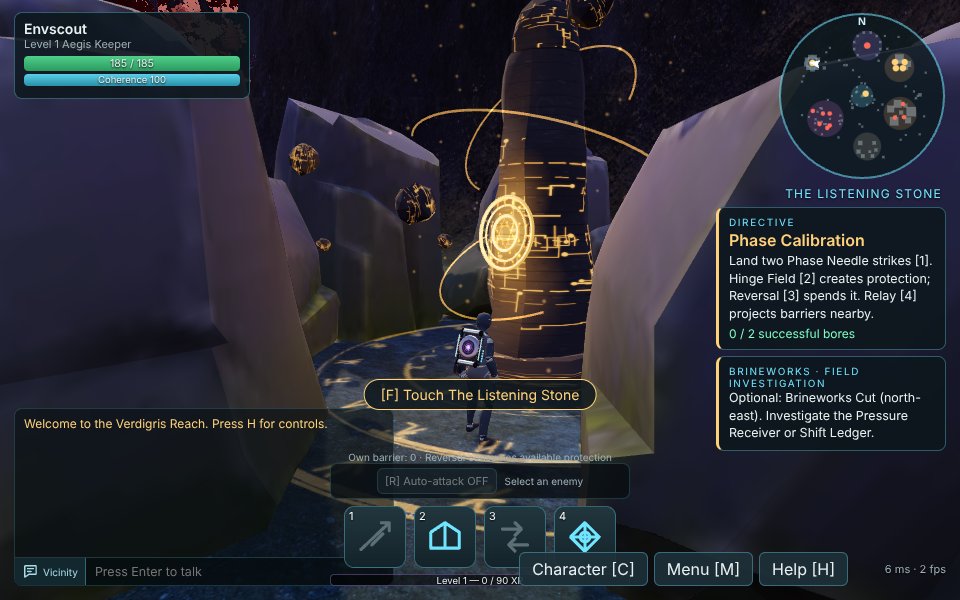 Envscout
Level 1 Aegis Keeper
185 / 185
Coherence 100
N
THE LISTENING STONE
DIRECTIVE
Phase Calibration
Land two Phase Needle strikes [1].
Hinge Field [2] creates protection;
Reversal [3] spends it. Relay [4]
projects barriers nearby.
0 / 2 successful bores
BRINEWORKS · FIELD
INVESTIGATION
Optional: Brineworks Cut (north-
east). Investigate the Pressure
Receiver or Shift Ledger.
[F] Touch The Listening Stone
Welcome to the Verdigris Reach. Press H for controls.
Own barrier: 0 · Reversal available protection
[R] Auto-attack OFF
Select an enemy
1
2
3
4
Vicinity
Press Enter to talk
Level 1 — 0 / 90
Character [C]
Menu [M]
Help [H]
6 ms · 2 fps